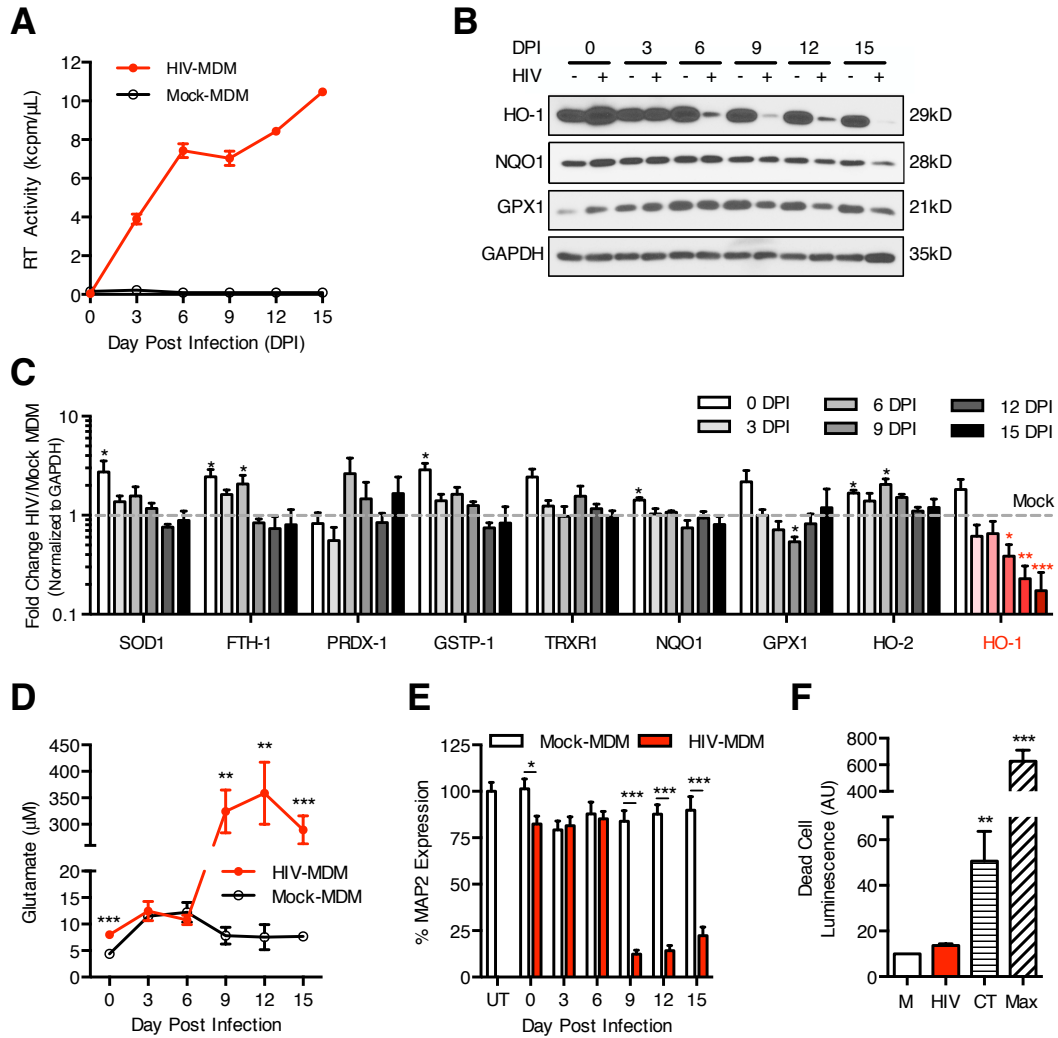 A
RT Activity (kcpm/µL)
12
10
8
6
4
2
0
HIV-MDM
Mock-MDM
0 3 6 9 12 15
Day Post Infection (DPI)
B
DPI 0 3 6 9 12 15
HIV - + - + - + - + - + - +
HO-1 29kD
NQO1 28kD
GPX1 21kD
GAPDH 35kD
C
Fold Change HIV/Mock MDM
(Normalized to GAPDH)
10
1
0.1
0 DPI 6 DPI 12 DPI
3 DPI 9 DPI 15 DPI
* * * * * * * *
Mock
* ** ***
SOD1 FTH-1 PRDX-1 GSTP-1 TRXR1 NQO1 GPX1 HO-2 HO-1
D
Glutamate (µM)
450
400
350
300
20
15
10
5
0
*** ** ** ***
HIV-MDM
Mock-MDM
0 3 6 9 12 15
Day Post Infection
E
% MAP2 Expression
125
100
75
50
25
0
Mock-MDM HIV-MDM
* *** *** ***
UT 0 3 6 9 12 15
Day Post Infection
F
Dead Cell
Luminescence (AU)
800
600
400
60
40
20
0
** ***
M HIV CT Max